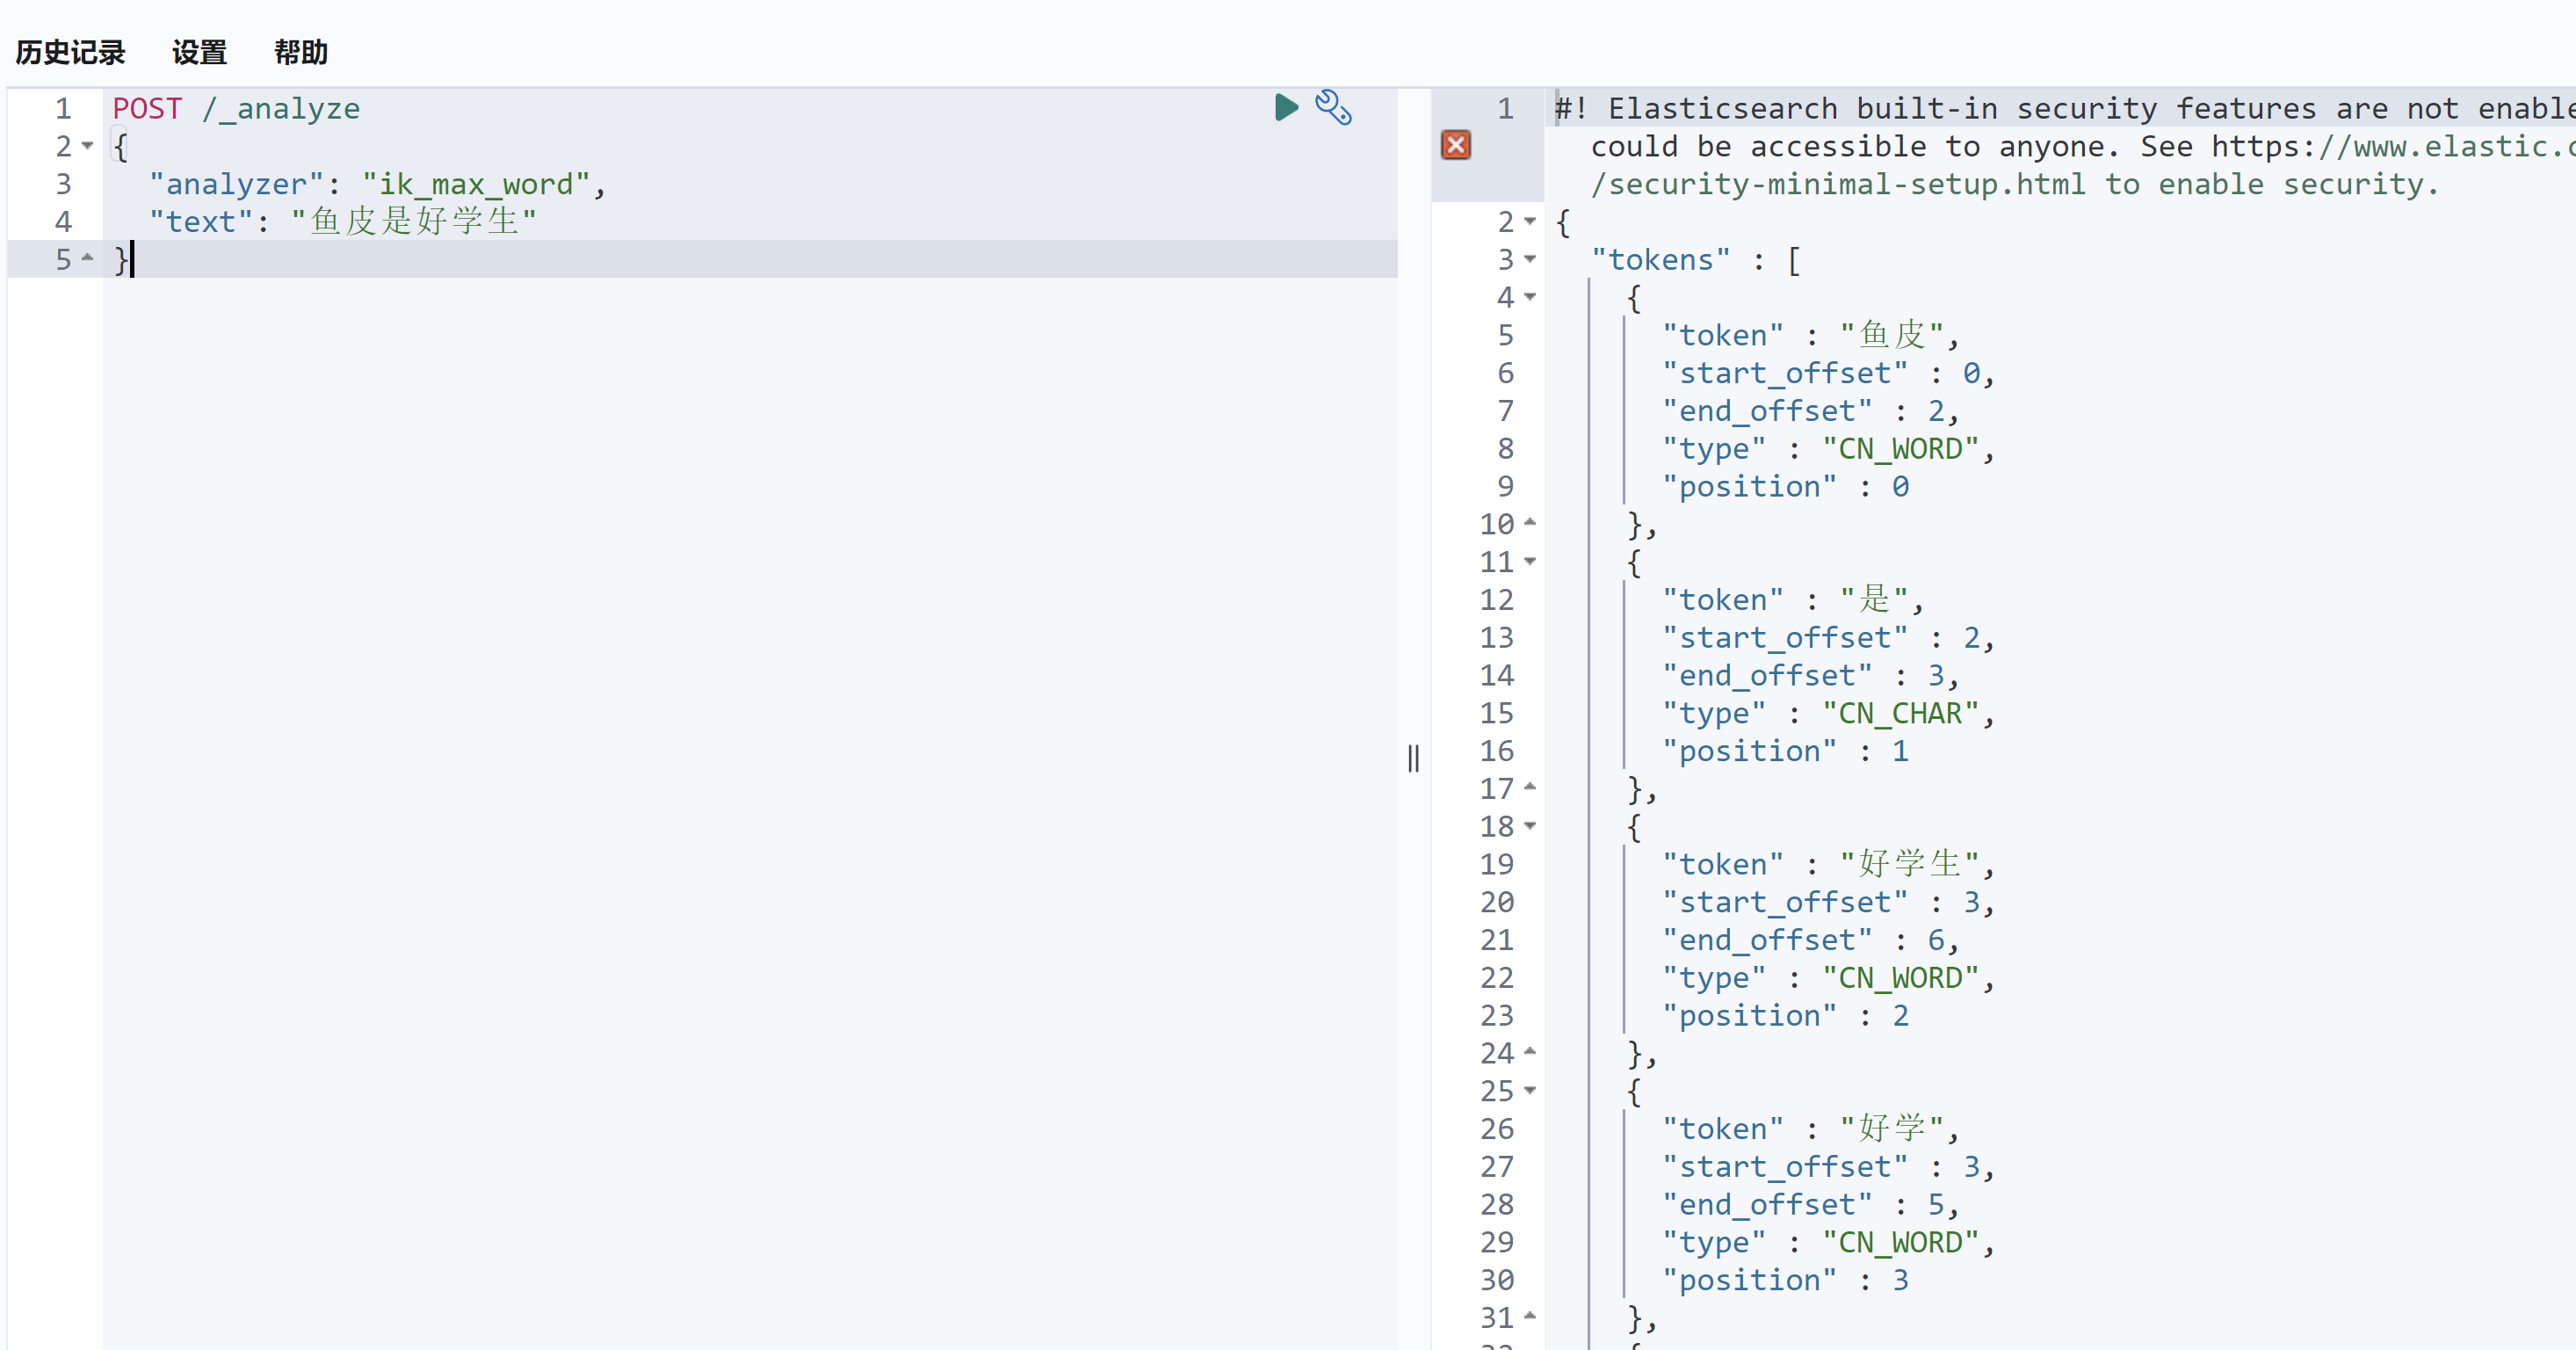 历史记录 设置 帮助
1 POST /_analyze
2 {
3 "analyzer": "ik_max_word",
4 "text": "鱼皮是好学生"
5 }
1 #! Elasticsearch built-in security features are not enable
could be accessible to anyone. See https://www.elastic.c
/security-minimal-setup.html to enable security.
2 {
3 "tokens" : [
4 {
5 "token" : "鱼皮",
6 "start_offset" : 0,
7 "end_offset" : 2,
8 "type" : "CN_WORD",
9 "position" : 0
10 },
11 {
12 "token" : "是",
13 "start_offset" : 2,
14 "end_offset" : 3,
15 "type" : "CN_CHAR",
16 "position" : 1
17 },
18 {
19 "token" : "好学生",
20 "start_offset" : 3,
21 "end_offset" : 6,
22 "type" : "CN_WORD",
23 "position" : 2
24 },
25 {
26 "token" : "好学",
27 "start_offset" : 3,
28 "end_offset" : 5,
29 "type" : "CN_WORD",
30 "position" : 3
31 },